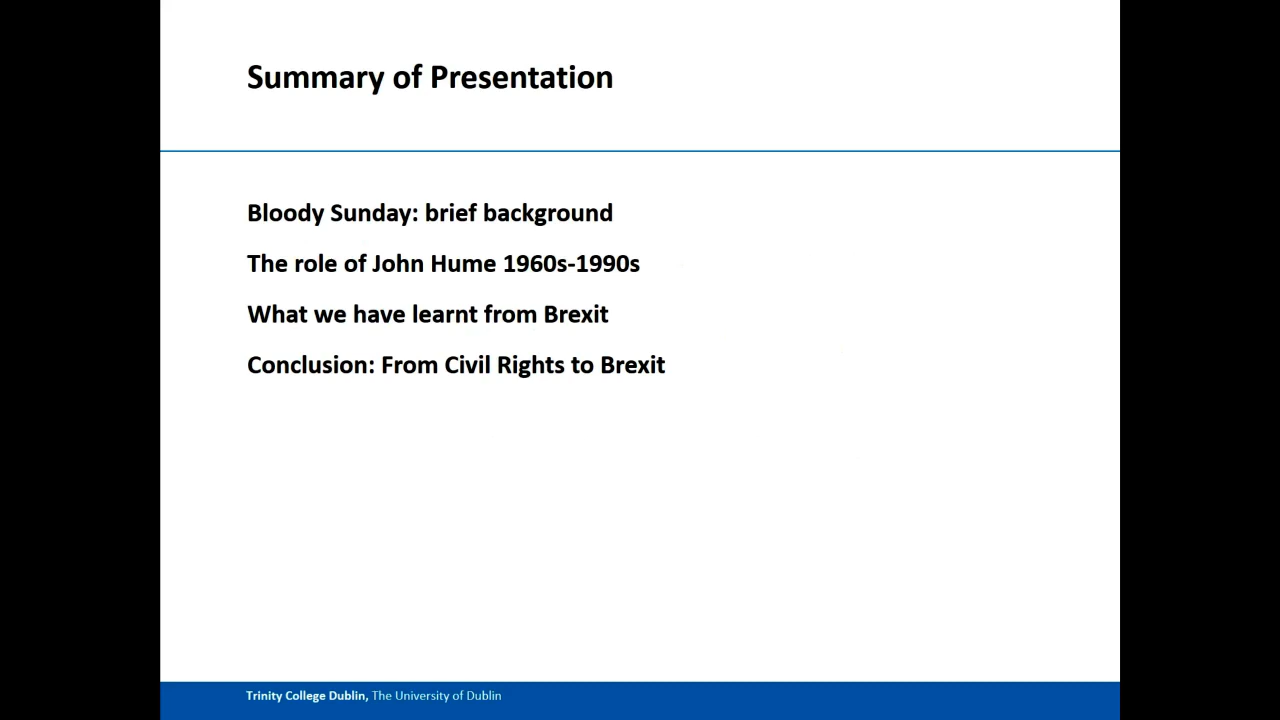 Summary of Presentation
Bloody Sunday: brief background
The role of John Hume 1960s-1990s
What we have learnt from Brexit
Conclusion: From Civil Rights to Brexit
Trinity College Dublin, The University of Dublin